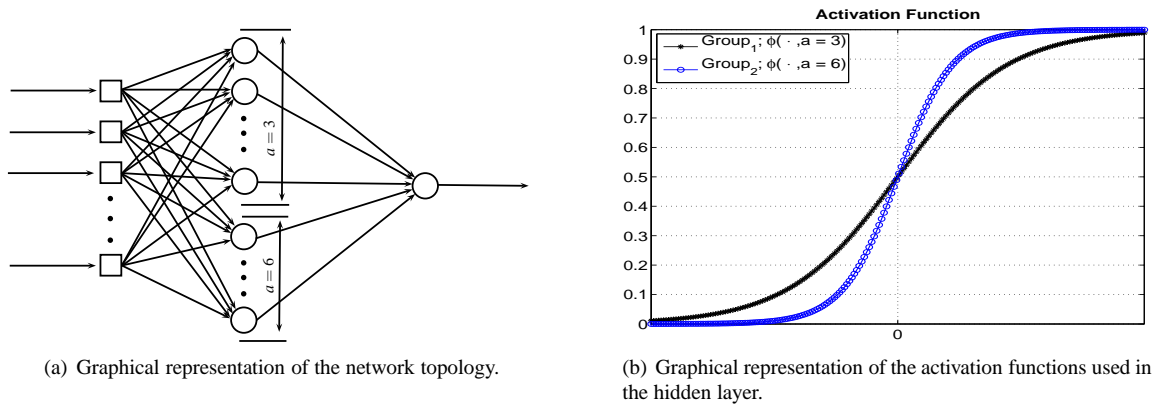 a = 3
a = 6
(a) Graphical representation of the network topology.
Activation Function
Group1; ϕ( · ,a = 3)
Group2; ϕ( · ,a = 6)
1
0.9
0.8
0.7
0.6
0.5
0.4
0.3
0.2
0.1
0
0
(b) Graphical representation of the activation functions used in
the hidden layer.